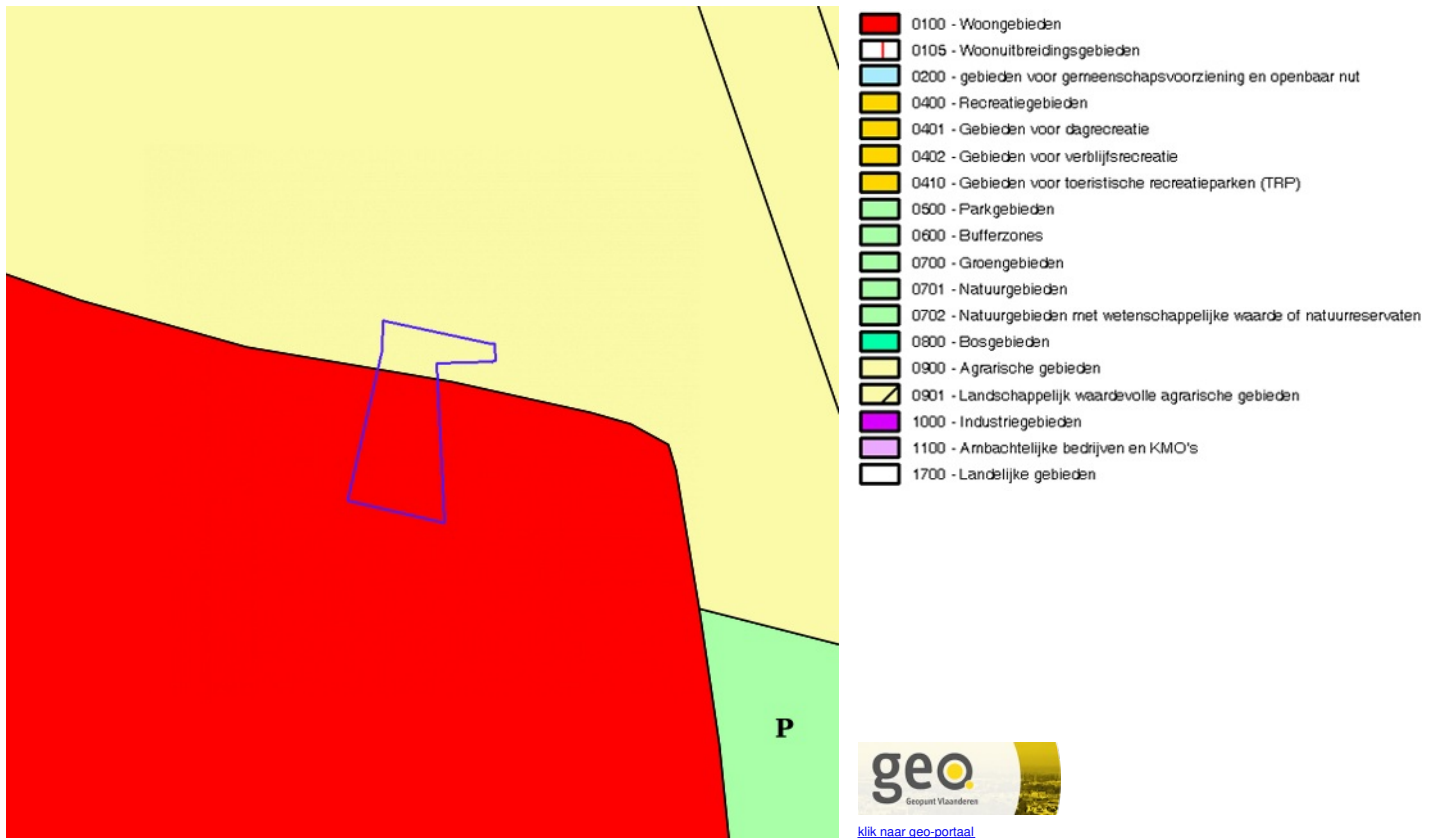 0100 - Woongebieden
0105 - Woonuitbreidingsgebieden
0200 - gebieden voor gemeenschapsvoorziening en openbaar nut
0400 - Recreatiegebieden
0401 - Gebieden voor dagrecreatie
0402 - Gebieden voor verblijfsrecreatie
0410 - Gebieden voor toeristische recreatieparken (TRP)
0500 - Parkgebieden
0600 - Bufferzones
0700 - Groengebieden
0701 - Natuurgebieden
0702 - Natuurgebieden met wetenschappelijke waarde of natuurreservaten
0800 - Bosgebieden
0900 - Agrarische gebieden
0901 - Landschappelijk waardevolle agrarische gebieden
1000 - Industriegebieden
1100 - Ambachtelijke bedrijven en KMO's
1700 - Landelijke gebieden
P
geo
Geopunt Vlaanderen
klik naar geo-portaal